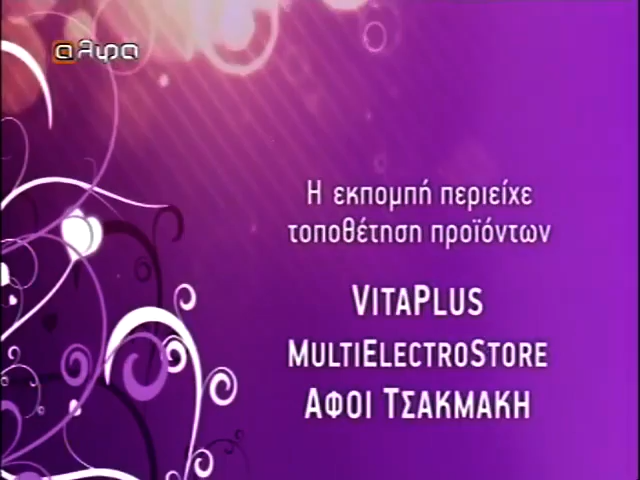 αλφα
Η εκπομπή περιείχε
τοποθέτηση προϊόντων
VITAPLUS
MULTIELECTROSTORE
ΑΦΟΙ ΤΣΑΚΜΑΚΗ